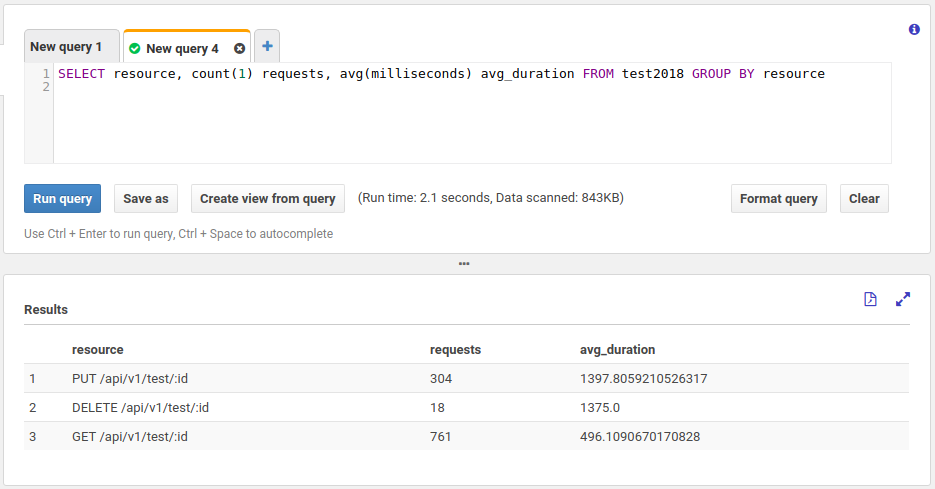 New query 1 New query 4
1 SELECT resource, count(1) requests, avg(milliseconds) avg_duration FROM test2018 GROUP BY resource
2
Run query Save as Create view from query (Run time: 2.1 seconds, Data scanned: 843KB) Format query Clear
Use Ctrl + Enter to run query, Ctrl + Space to autocomplete
Results
resource requests avg_duration
1 PUT /api/v1/test/:id 304 1397.8059210526317
2 DELETE /api/v1/test/:id 18 1375.0
3 GET /api/v1/test/:id 761 496.1090670170828